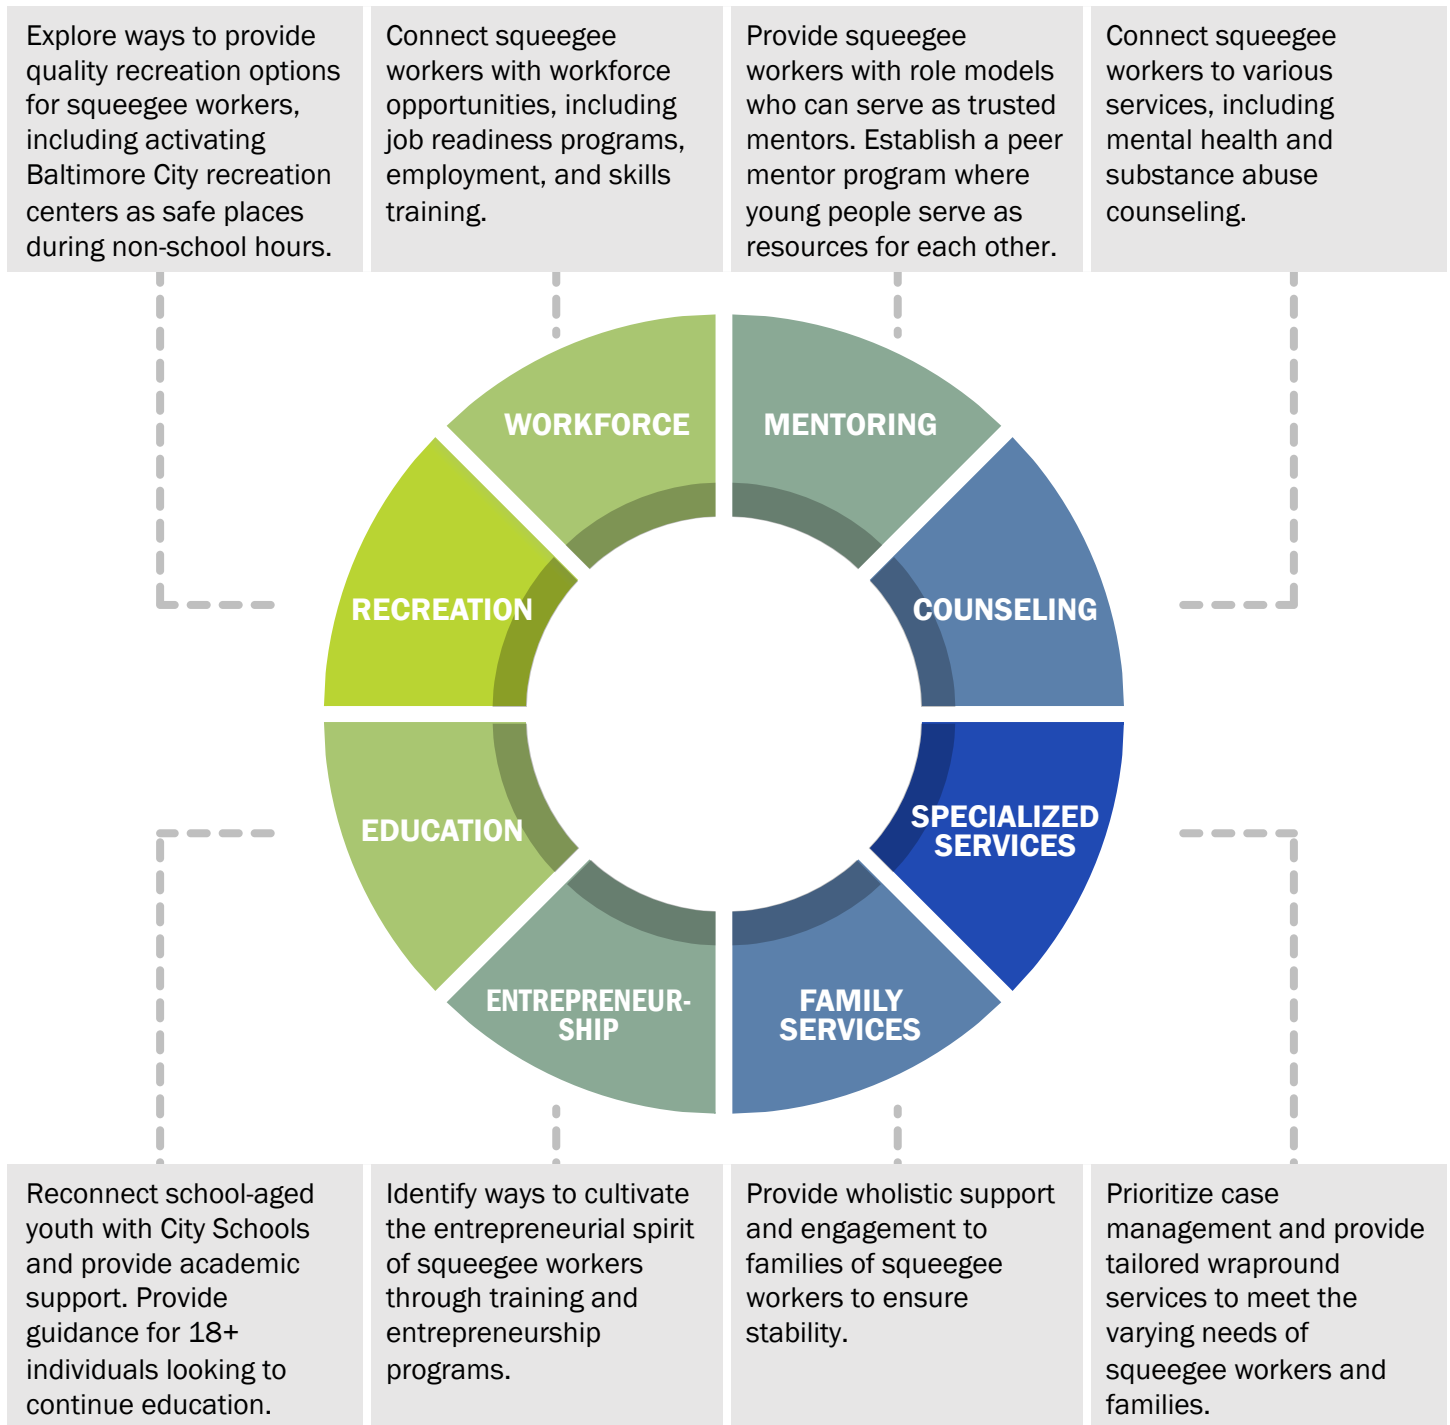 Explore ways to provide
quality recreation options
for squeegee workers,
including activating
Baltimore City recreation
centers as safe places
during non-school hours.
Connect squeegee
workers with workforce
opportunities, including
job readiness programs,
employment, and skills
training.
Provide squeegee
workers with role models
who can serve as trusted
mentors. Establish a peer
mentor program where
young people serve as
resources for each other.
Connect squeegee
workers to various
services, including
mental health and
substance abuse
counseling.
WORKFORCE
MENTORING
RECREATION
COUNSELING
EDUCATION
SPECIALIZED
SERVICES
ENTREPRENEUR-
SHIP
FAMILY
SERVICES
Reconnect school-aged
youth with City Schools
and provide academic
support. Provide
guidance for 18+
individuals looking to
continue education.
Identify ways to cultivate
the entrepreneurial spirit
of squeegee workers
through training and
entrepreneurship
programs.
Provide wholistic support
and engagement to
families of squeegee
workers to ensure
stability.
Prioritize case
management and provide
tailored wrapround
services to meet the
varying needs of
squeegee workers and
families.